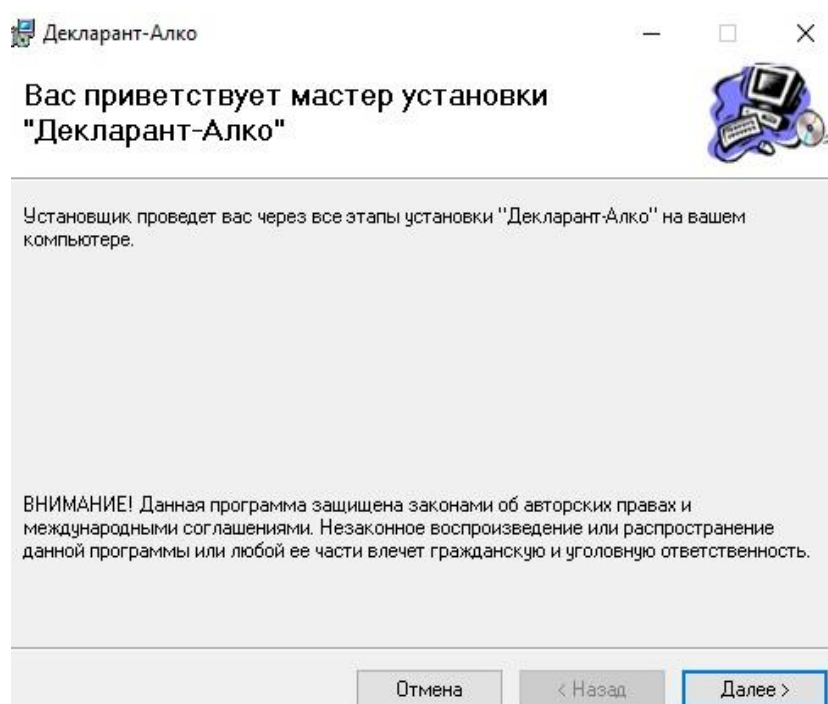 Декларант-Алко
Вас приветствует мастер установки
"Декларант-Алко"
Установщик проведет вас через все этапы установки "Декларант-Алко" на вашем
компьютере.
ВНИМАНИЕ! Данная программа защищена законами об авторских правах и
международными соглашениями. Незаконное воспроизведение или распространение
данной программы или любой ее части влечет гражданскую и уголовную ответственность.
Отмена
< Назад
Далее >